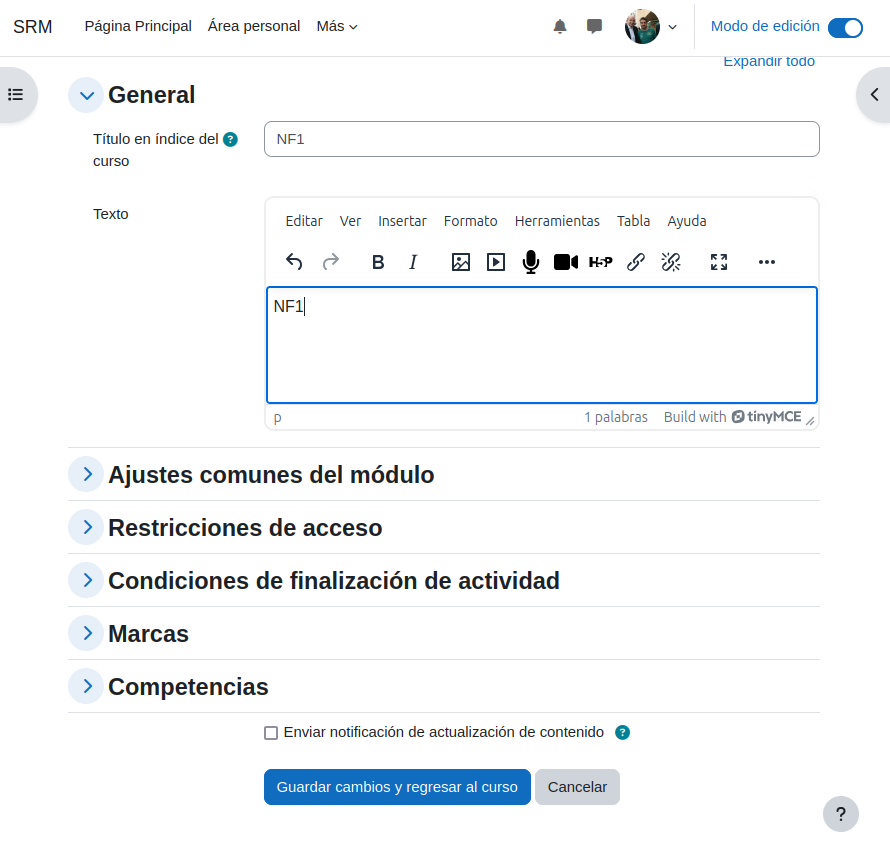 SRM Página Principal Área personal Más Modo de edición
Expandir todo
General
Título en índice del curso ?
NF1
Texto
Editar Ver Insertar Formato Herramientas Tabla Ayuda
B I H5P
NF1
p 1 palabras Build with tinyMCE
Ajustes comunes del módulo
Restricciones de acceso
Condiciones de finalización de actividad
Marcas
Competencias
Enviar notificación de actualización de contenido ?
Guardar cambios y regresar al curso Cancelar
?